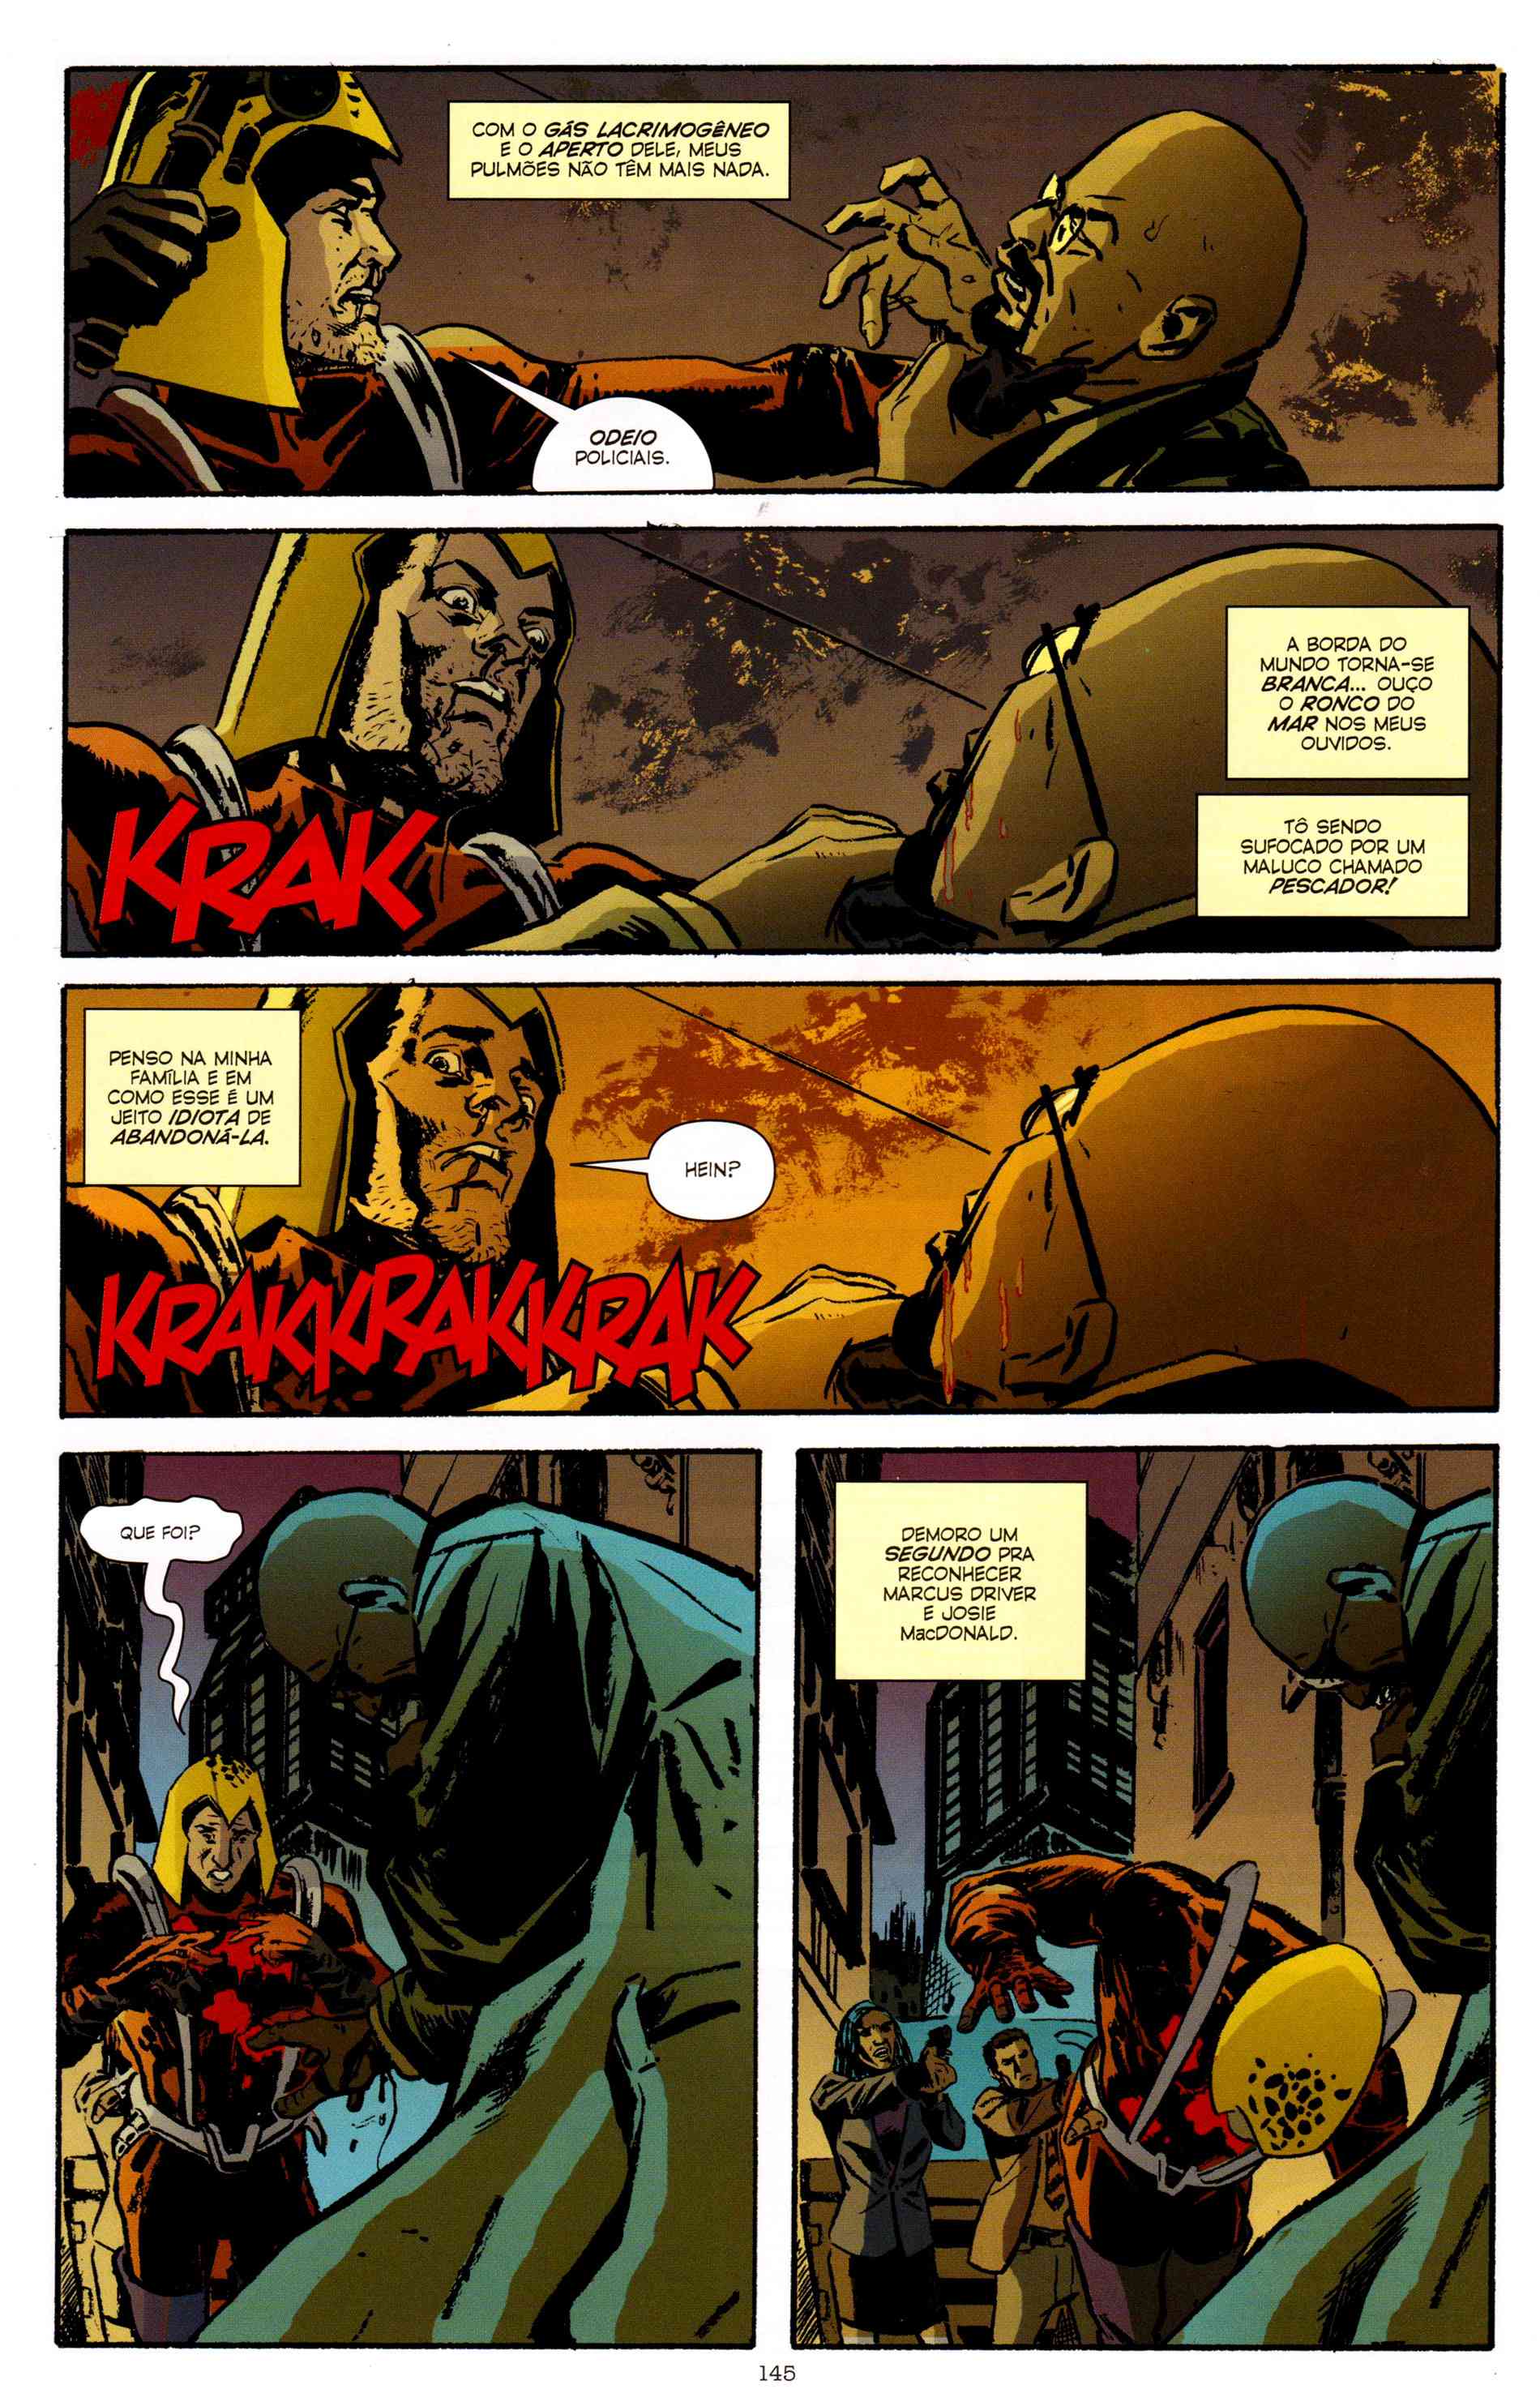 COM O GÁS LACRIMOGÊNEO
E O APERTO DELE, MEUS
PULMÕES NÃO TÊM MAIS NADA.
ODEIO
POLICIAIS.
A BORDA DO
MUNDO TORNA-SE
BRANCA... OUÇO
O RONCO DO
MAR NOS MEUS
OUVIDOS.
TÔ SENDO
SUFOCADO POR UM
MALUCO CHAMADO
PESCADOR!
KRAK
PENSO NA MINHA
FAMÍLIA E EM
COMO ESSE É UM
JEITO IDIOTA DE
ABANDONÁ-LA.
HEIN?
KRAKKRAKKRAK
QUE FOI?
DEMORO UM
SEGUNDO PRA
RECONHECER
MARCUS DRIVER
E JOSIE
MacDONALD.
145